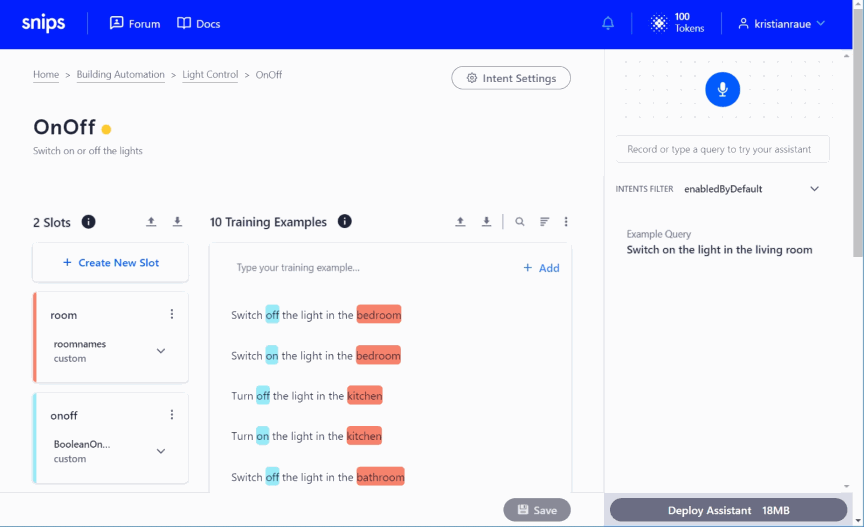 snips
Forum
Docs
100
Tokens
kristianraue
Home > Building Automation > Light Control > OnOff
Intent Settings
OnOff
Switch on or off the lights
2 Slots
10 Training Examples
+ Create New Slot
room
roomnames
custom
onoff
BooleanOn...
custom
Type your training example...
+ Add
Switch off the light in the bedroom
Switch on the light in the bedroom
Turn off the light in the kitchen
Turn on the light in the kitchen
Switch off the light in the bathroom
Save
Record or type a query to try your assistant
INTENTS FILTER enabledByDefault
Example Query
Switch on the light in the living room
Deploy Assistant 18MB